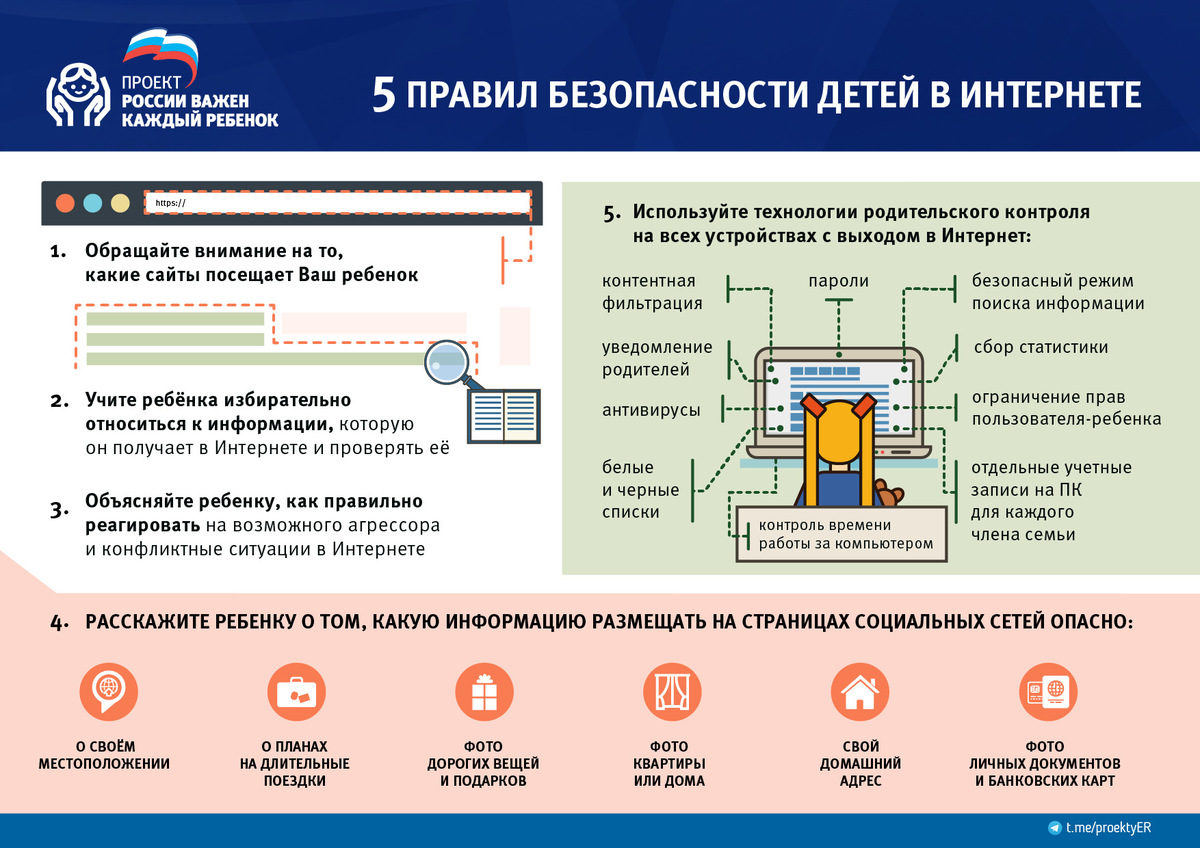 ПРОЕКТ
РОССИИ ВАЖЕН
КАЖДЫЙ РЕБЕНОК
5 ПРАВИЛ БЕЗОПАСНОСТИ ДЕТЕЙ В ИНТЕРНЕТЕ
https://
1. Обращайте внимание на то,
какие сайты посещает Ваш ребенок
2. Учите ребёнка избирательно
относиться к информации, которую
он получает в Интернете и проверять её
3. Объясняйте ребенку, как правильно
реагировать на возможного агрессора
и конфликтные ситуации в Интернете
5. Используйте технологии родительского контроля
на всех устройствах с выходом в Интернет:
контентная
фильтрация
уведомление
родителей
антивирусы
белые
и черные
списки
пароли
контроль времени
работы за компьютером
безопасный режим
поиска информации
сбор статистики
ограничение прав
пользователя-ребенка
отдельные учетные
записи на ПК
для каждого
члена семьи
4. РАССКАЖИТЕ РЕБЕНКУ О ТОМ, КАКУЮ ИНФОРМАЦИЮ РАЗМЕЩАТЬ НА СТРАНИЦАХ СОЦИАЛЬНЫХ СЕТЕЙ ОПАСНО:
О СВОЁМ
МЕСТОПОЛОЖЕНИИ
О ПЛАНАХ
НА ДЛИТЕЛЬНЫЕ
ПОЕЗДКИ
ФОТО
ДОРОГИХ ВЕЩЕЙ
И ПОДАРКОВ
ФОТО
КВАРТИРЫ
ИЛИ ДОМА
СВОЙ
ДОМАШНИЙ
АДРЕС
ФОТО
ЛИЧНЫХ ДОКУМЕНТОВ
И БАНКОВСКИХ КАРТ
t.me/proektyER